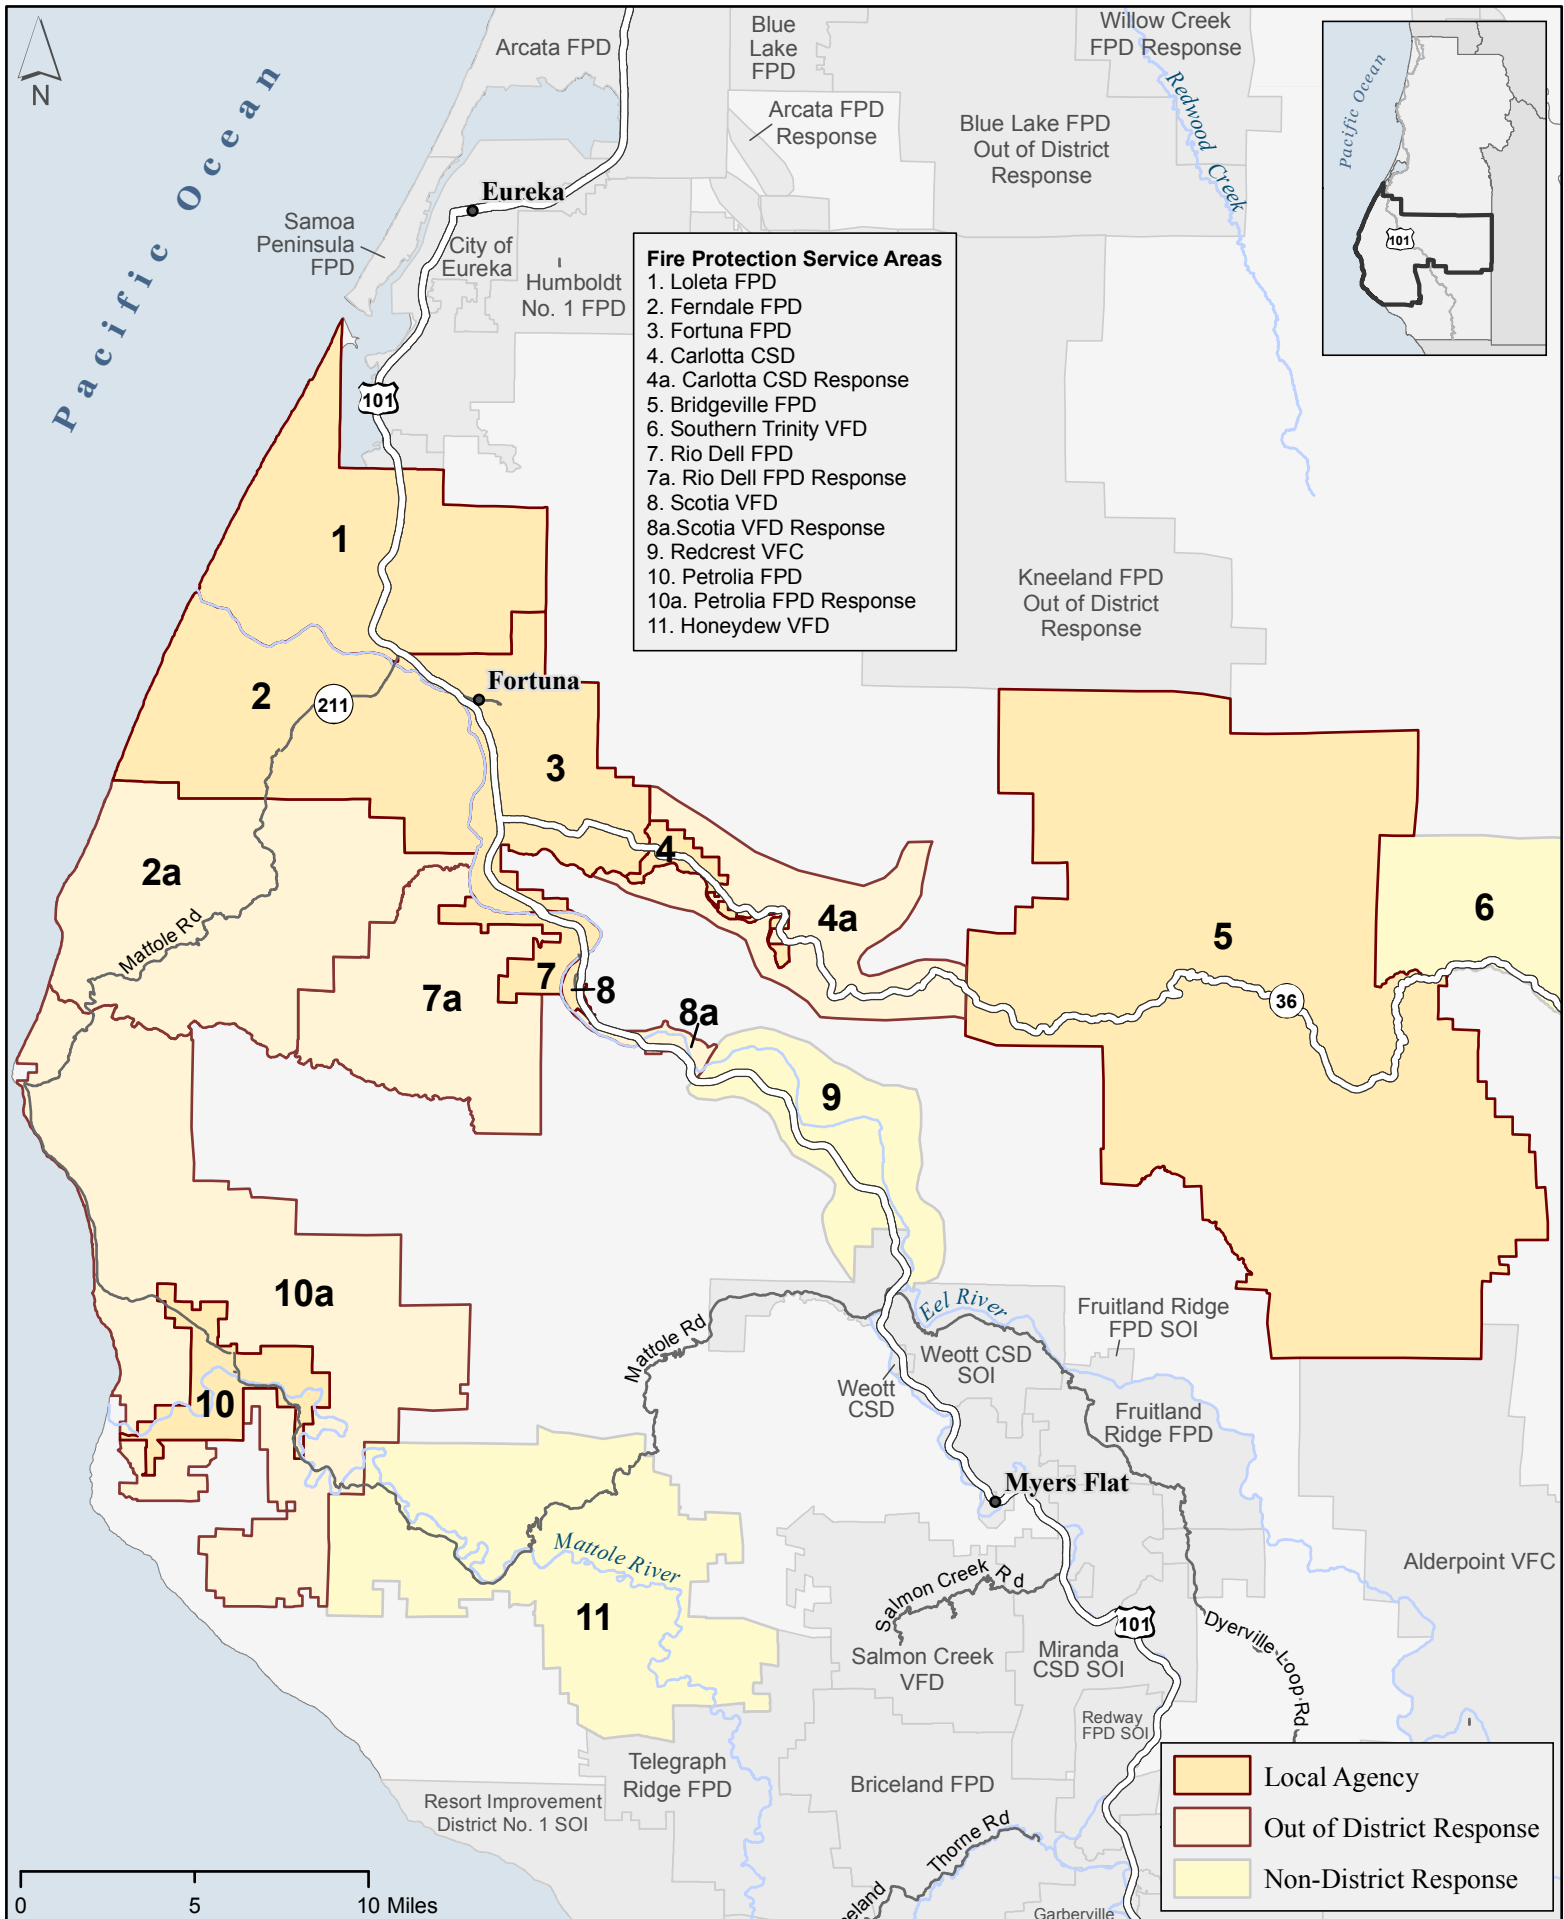 Arcata FPD
Blue
Lake
FPD
Willow Creek
FPD Response
N
Pacific Ocean
Arcata FPD
Response
Blue Lake FPD
Out of District
Response
Redwood Creek
Pacific Ocean
101
Eureka
Samoa
Peninsula
FPD
City of
Eureka
Humboldt
No. 1 FPD
Fire Protection Service Areas
1. Loleta FPD
2. Ferndale FPD
3. Fortuna FPD
4. Carlotta CSD
4a. Carlotta CSD Response
5. Bridgeville FPD
6. Southern Trinity VFD
7. Rio Dell FPD
7a. Rio Dell FPD Response
8. Scotia VFD
8a.Scotia VFD Response
9. Redcrest VFC
10. Petrolia FPD
10a. Petrolia FPD Response
11. Honeydew VFD
101
1
Kneeland FPD
Out of District
Response
Fortuna
2
211
3
4
2a
4a
6
5
Mattole Rd
7
7a
8
8a
36
9
10a
Eel River
Fruitland Ridge
FPD SOI
Mattole Rd
Weott CSD
SOI
Weott
CSD
10
Fruitland
Ridge FPD
Myers Flat
Mattole River
Salmon Creek Rd
Alderpoint VFC
11
101
Dyerville Loop Rd
Salmon Creek
VFD
Miranda
CSD SOI
Redway
FPD SOI
Telegraph
Ridge FPD
Briceland FPD
Resort Improvement
District No. 1 SOI
Thorne Rd
eeland
Garberville
Local Agency
Out of District Response
Non-District Response
0 5 10 Miles